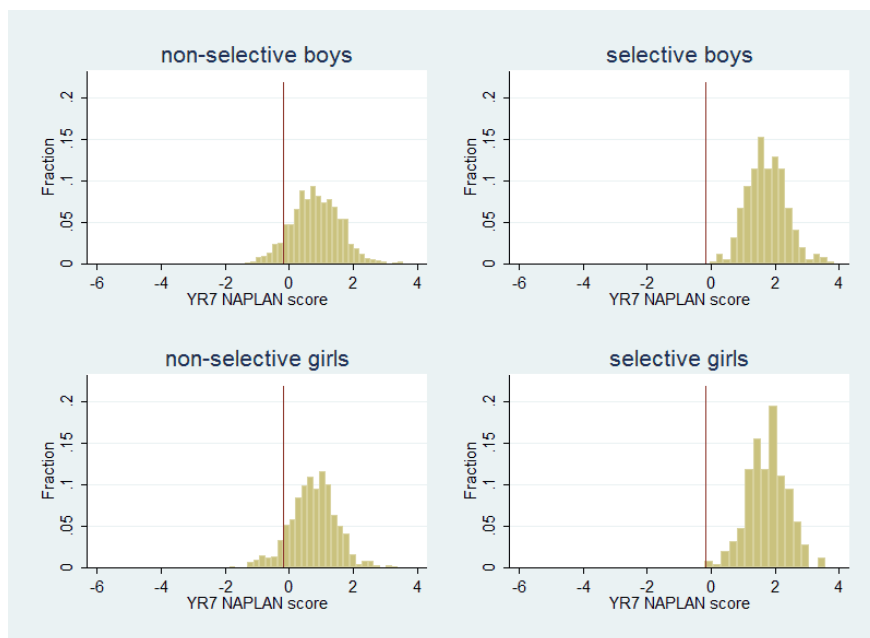 non-selective boys
Fraction
0 .05 .1 .15 .2
-6 -4 -2 0 2 4
YR7 NAPLAN score
selective boys
Fraction
0 .05 .1 .15 .2
-6 -4 -2 0 2 4
YR7 NAPLAN score
non-selective girls
Fraction
0 .05 .1 .15 .2
-6 -4 -2 0 2 4
YR7 NAPLAN score
selective girls
Fraction
0 .05 .1 .15 .2
-6 -4 -2 0 2 4
YR7 NAPLAN score